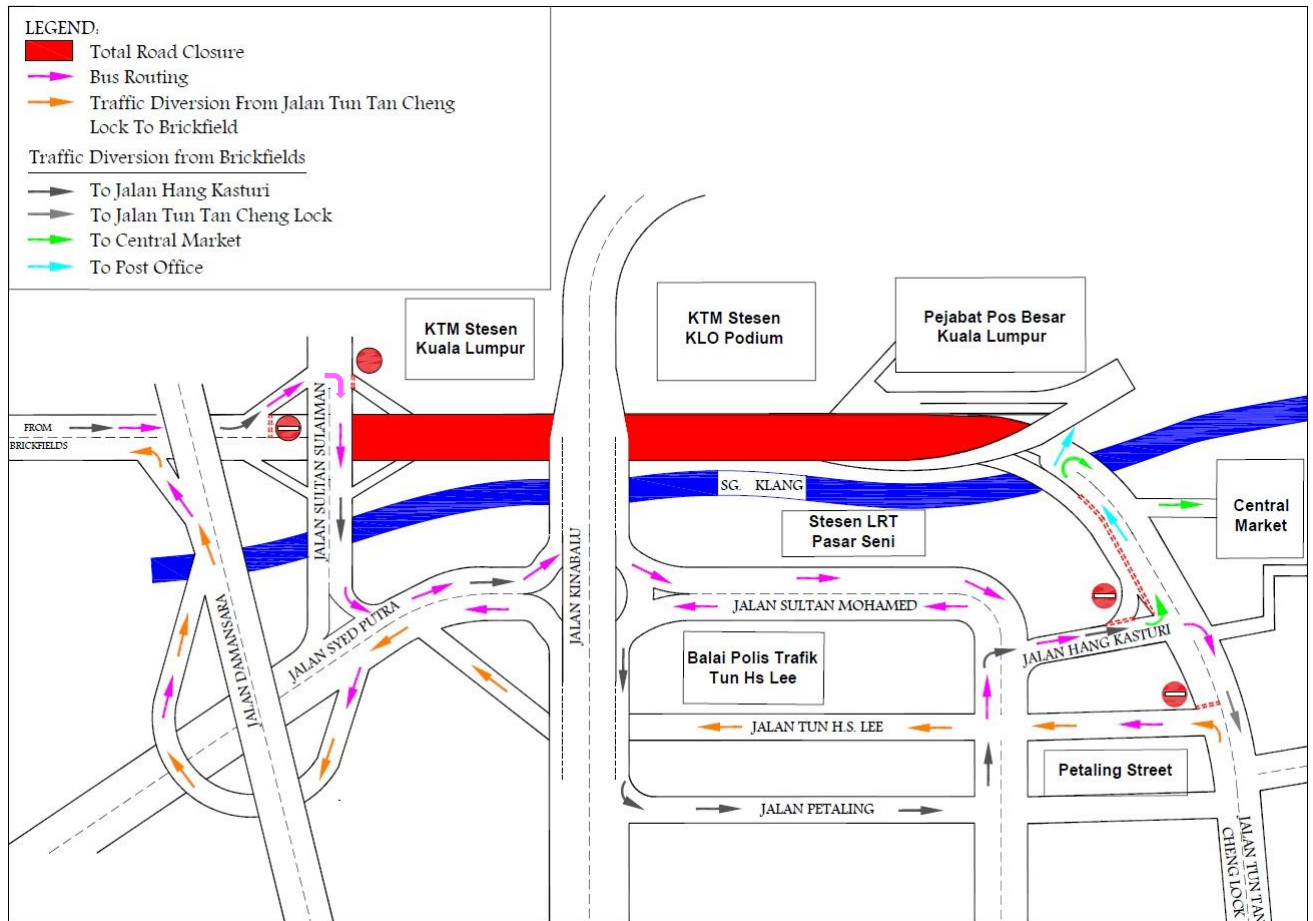 LEGEND:
Total Road Closure
Bus Routing
Traffic Diversion From Jalan Tun Tan Cheng
Lock To Brickfield
Traffic Diversion from Brickfields
To Jalan Hang Kasturi
To Jalan Tun Tan Cheng Lock
To Central Market
To Post Office
KTM Stesen
Kuala Lumpur
KTM Stesen
KLO Podium
Pejabat Pos Besar
Kuala Lumpur
FROM
BRICKFIELDS
JALAN SULTAN SULAIMAN
SG. KLANG
Stesen LRT
Pasar Seni
Central
Market
JALAN KINABALU
JALAN SYED PUTRA
JALAN DAMANSARA
JALAN SULTAN MOHAMED
JALAN HANG KASTURI
Balai Polis Trafik
Tun Hs Lee
JALAN TUN H.S. LEE
Petaling Street
JALAN PETALING
JALAN TUN TAN
CHENG LOCK